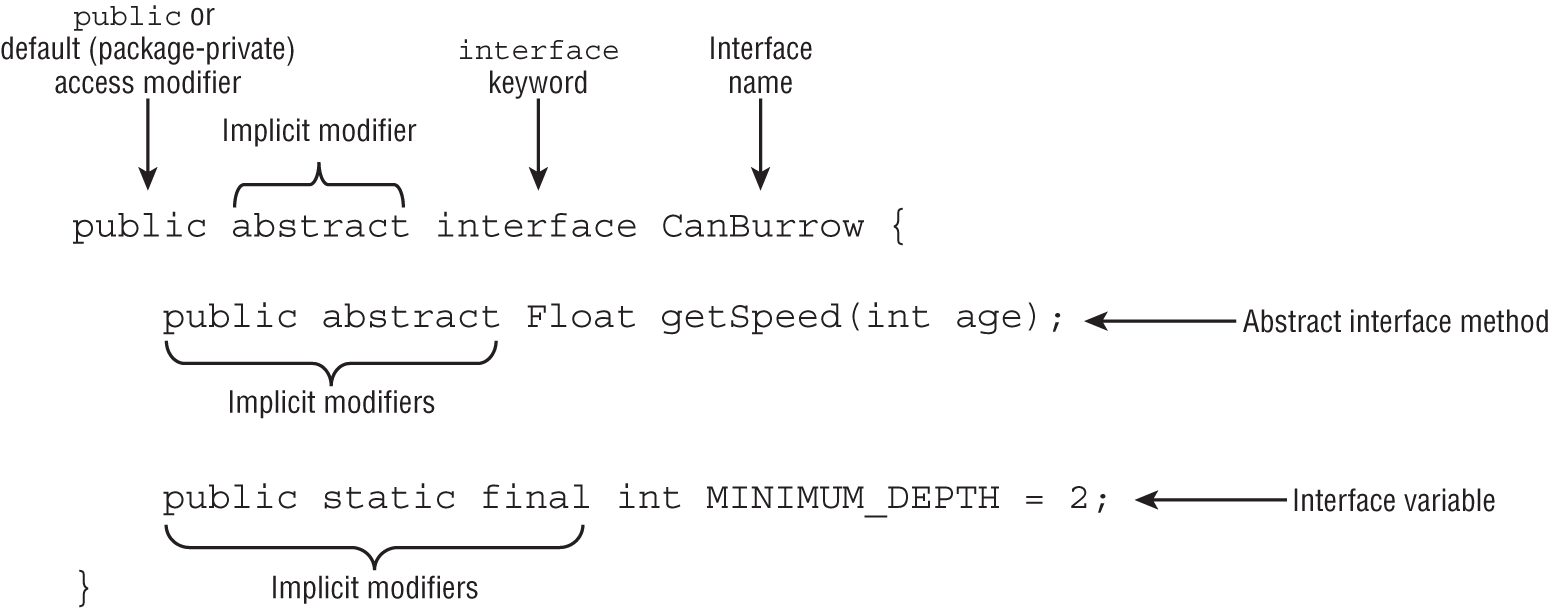 public or
default (package-private)
access modifier
interface
keyword
Interface
name
Implicit modifier
public abstract interface CanBurrow {
public abstract Float getSpeed(int age);
Abstract interface method
Implicit modifiers
public static final int MINIMUM_DEPTH = 2;
Interface variable
Implicit modifiers
}